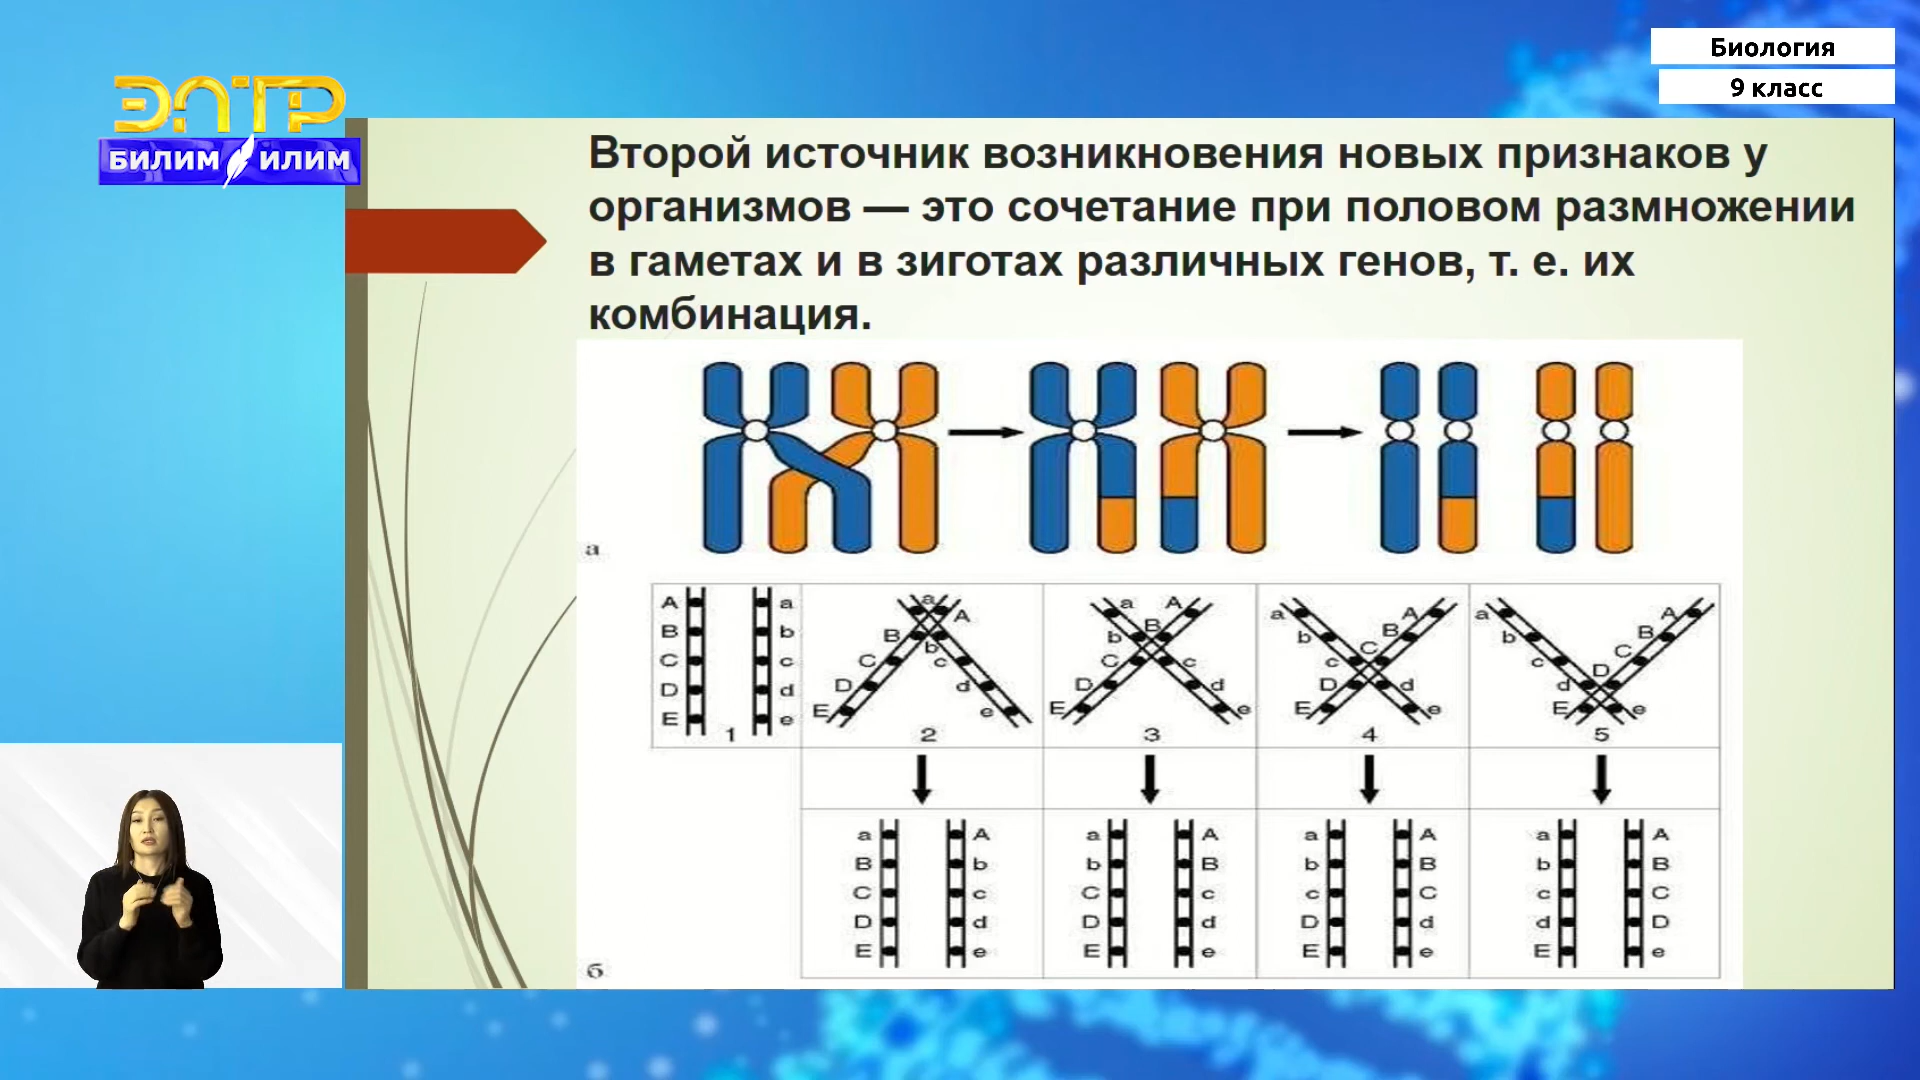 Биология
9 класс
ЭЛТР
БИЛИМ ИЛИМ
Второй источник возникновения новых признаков у
организмов — это сочетание при половом размножении
в гаметах и в зиготах различных генов, т. е. их
комбинация.
а
A a a A a A a A a A
B b B b b B b B b B
C c C c C c c C c C
D d D d D d D d d D
E e E e E e E e E e
1 2 3 4 5
a A a A a A a A
B b b B b B b B
C c C c c C c C
D d D d D d d D
E e E e E e E e
б